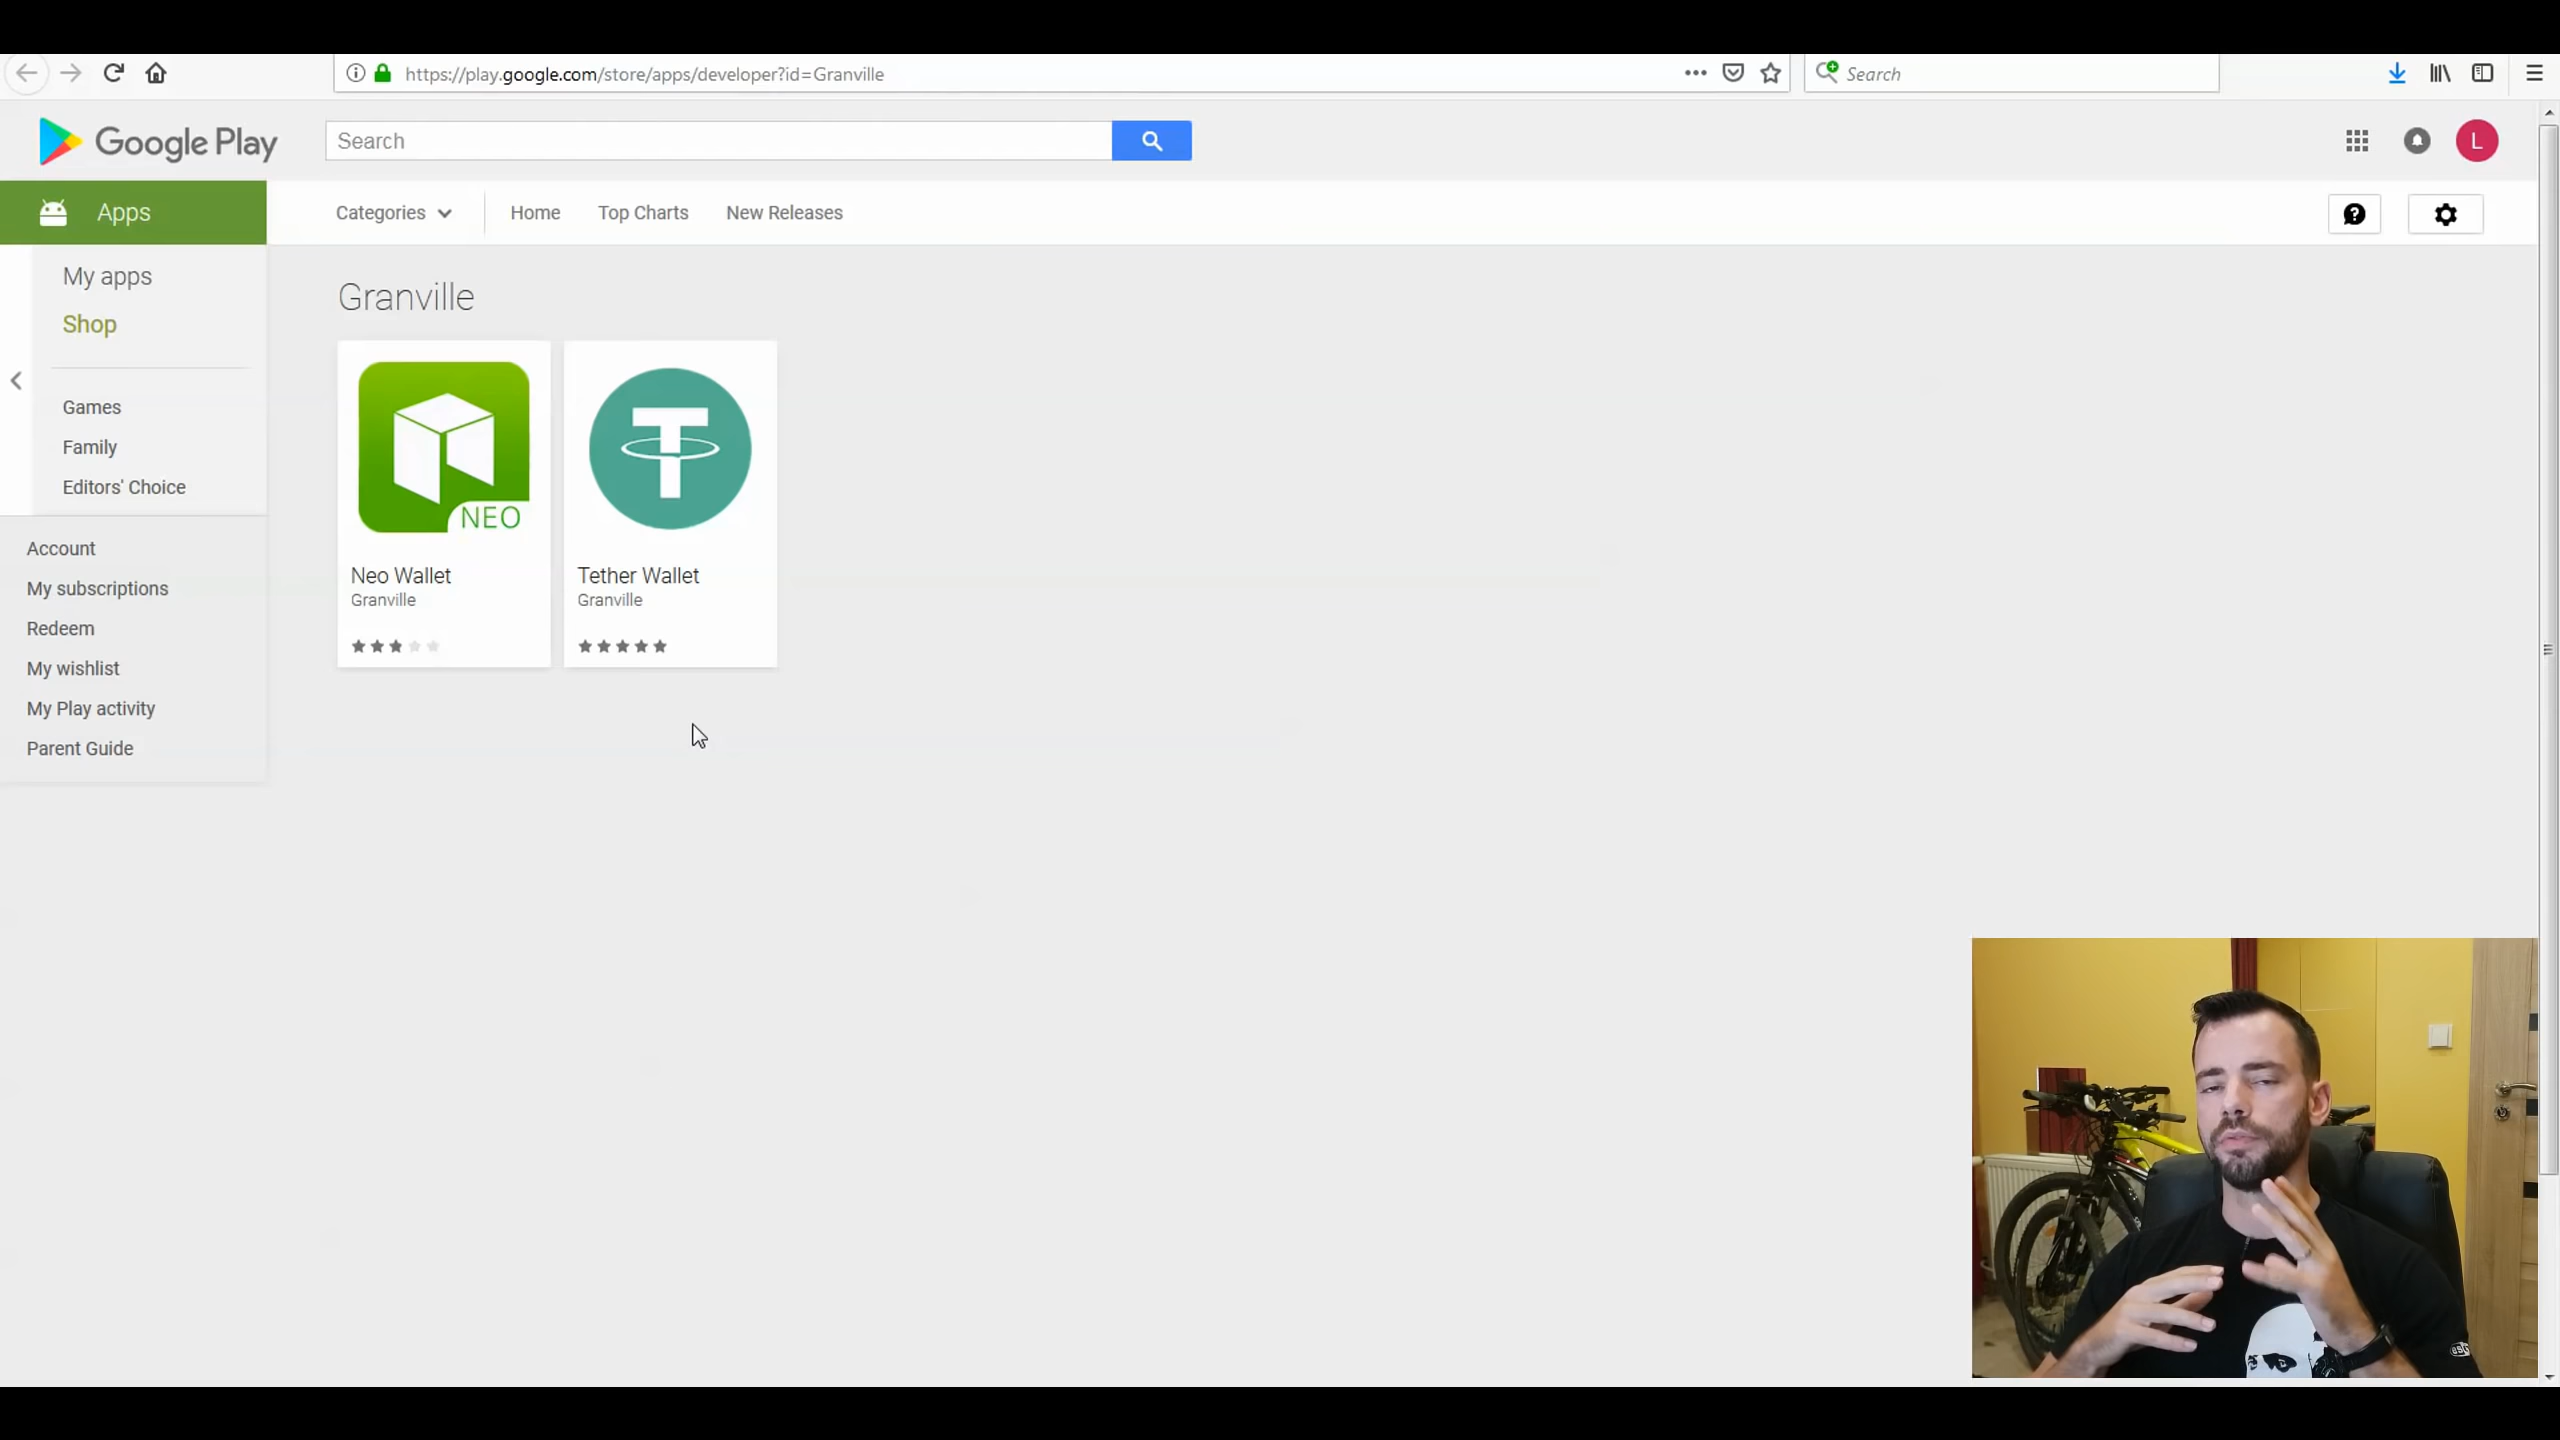 https://play.google.com/store/apps/developer?id=Granville
Search
Google Play
Search
L
Apps
Categories
Home
Top Charts
New Releases
My apps
Shop
Games
Family
Editors' Choice
Account
My subscriptions
Redeem
My wishlist
My Play activity
Parent Guide
Granville
NEO
Neo Wallet
Granville
T
Tether Wallet
Granville